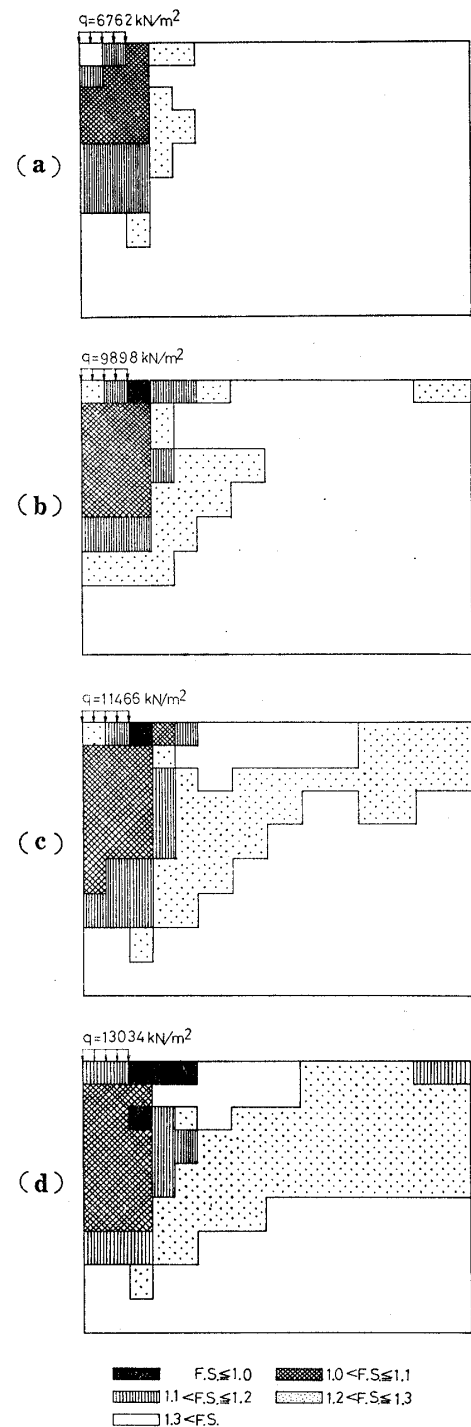 q=6762 kN/m²
(a)
q=9898 kN/m²
(b)
q=11466 kN/m²
(c)
q=13034 kN/m²
(d)
F.S.≦1.0 1.0<F.S.≦1.1
1.1<F.S.≦1.2 1.2<F.S.≦1.3
1.3<F.S.